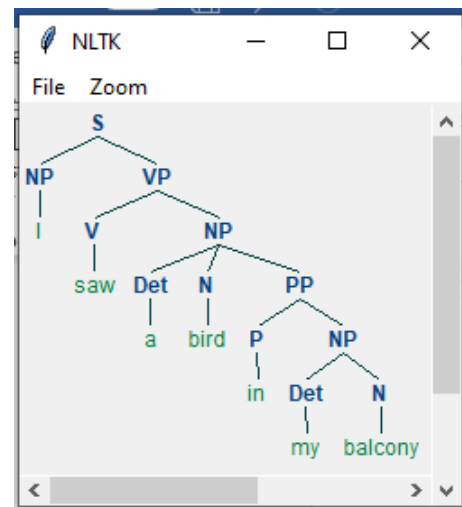 NLTK
File Zoom
S
NP VP
I V NP
saw Det N PP
a bird P NP
in Det N
my balcony